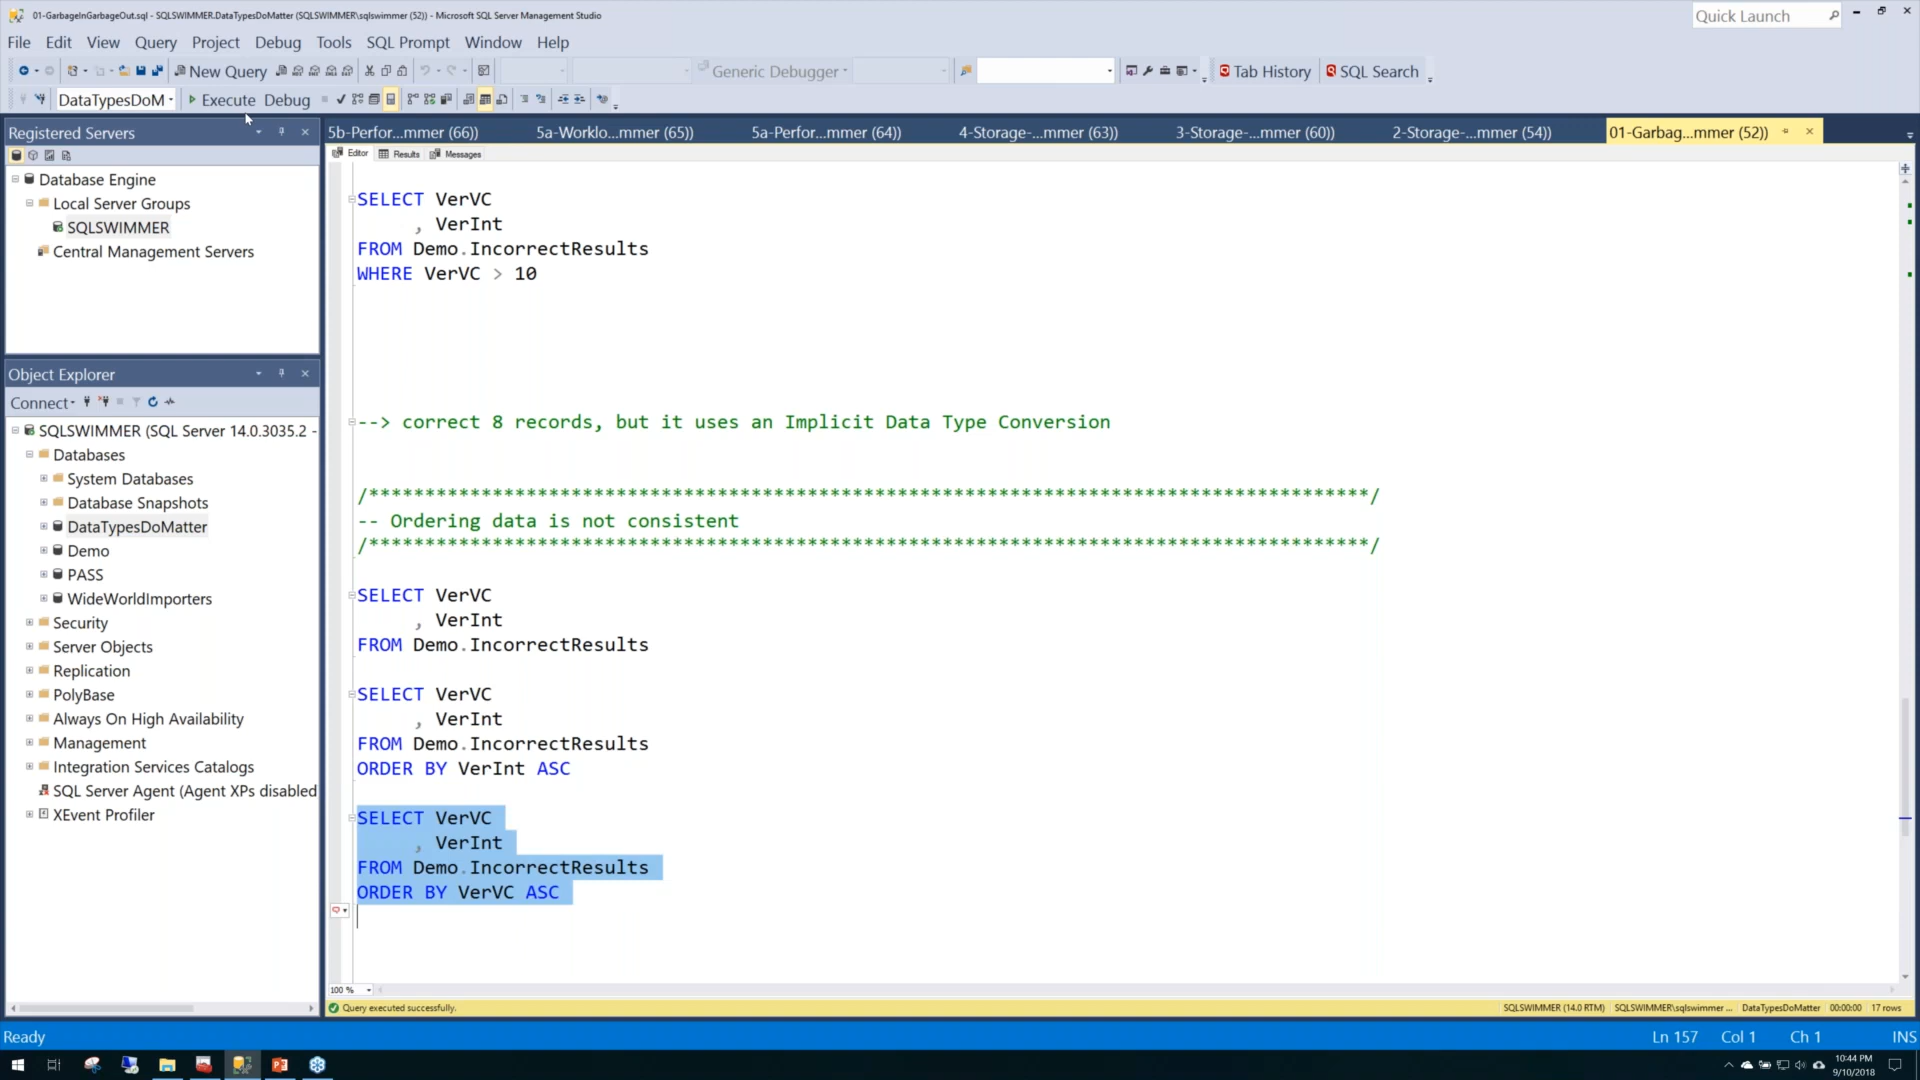 01-GarbageInGarbageOut.sql - SQLSWIMMER.DataTypesDoMatter (SQLSWIMMER\sqlswimmer (52)) - Microsoft SQL Server Management Studio
Quick Launch
File Edit View Query Project Debug Tools SQL Prompt Window Help
New Query
Generic Debugger
Tab History
SQL Search
DataTypesDoM
Execute Debug
Registered Servers
Database Engine
Local Server Groups
SQLSWIMMER
Central Management Servers
Object Explorer
Connect
SQLSWIMMER (SQL Server 14.0.3035.2 -
Databases
System Databases
Database Snapshots
DataTypesDoMatter
Demo
PASS
WideWorldImporters
Security
Server Objects
Replication
PolyBase
Always On High Availability
Management
Integration Services Catalogs
SQL Server Agent (Agent XPs disabled
XEvent Profiler
5b-Perfor...mmer (66))
5a-Worklo...mmer (65))
5a-Perfor...mmer (64))
4-Storage-...mmer (63))
3-Storage-...mmer (60))
2-Storage-...mmer (54))
01-Garbag...mmer (52))
Editor Results Messages
SELECT VerVC
, VerInt
FROM Demo.IncorrectResults
WHERE VerVC > 10
--> correct 8 records, but it uses an Implicit Data Type Conversion
/*****************************************************************************************/
-- Ordering data is not consistent
/*****************************************************************************************/
SELECT VerVC
, VerInt
FROM Demo.IncorrectResults
SELECT VerVC
, VerInt
FROM Demo.IncorrectResults
ORDER BY VerInt ASC
SELECT VerVC
, VerInt
FROM Demo.IncorrectResults
ORDER BY VerVC ASC
100 %
Query executed successfully.
SQLSWIMMER (14.0 RTM) SQLSWIMMER\sqlswimmer ... DataTypesDoMatter 00:00:00 17 rows
Ready
Ln 157 Col 1 Ch 1 INS
10:44 PM
9/10/2018